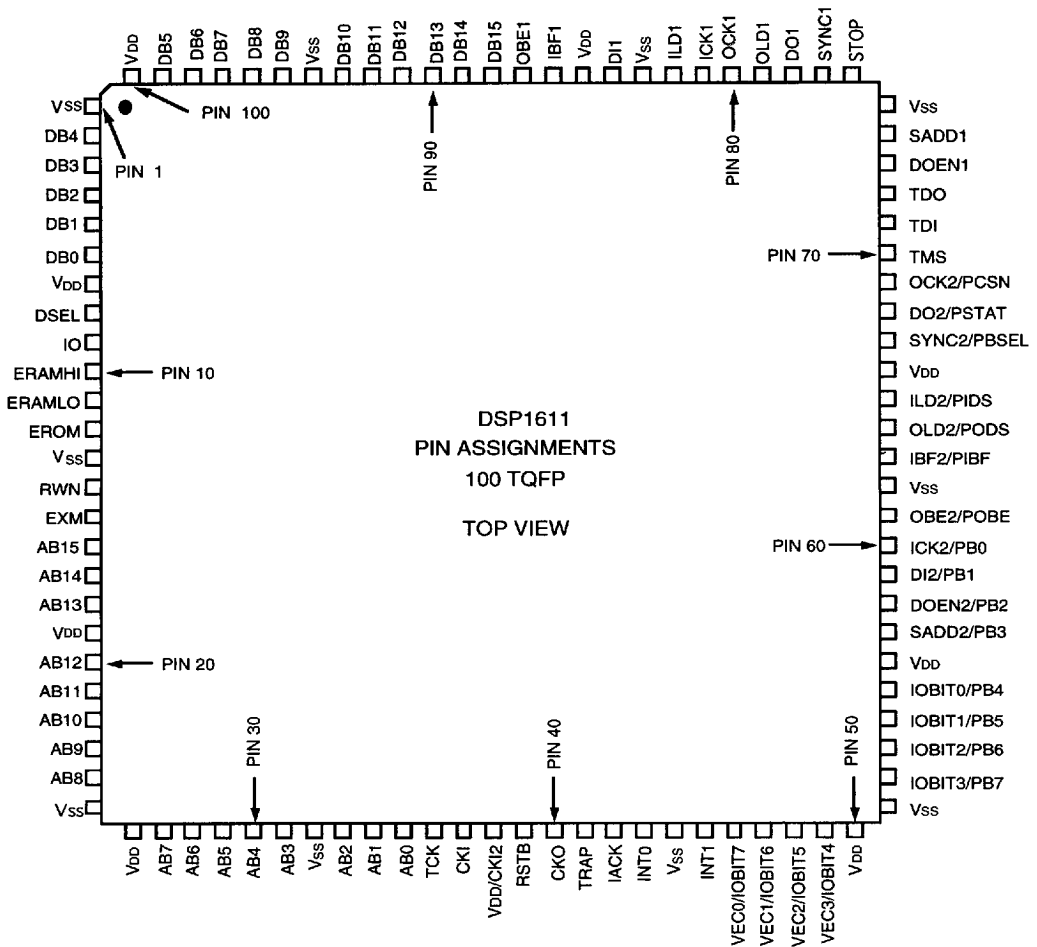 VDD
DB5
DB6
DB7
DB8
DB9
VSS
DB10
DB11
DB12
DB13
DB14
DB15
OBE1
IBF1
VDD
DI1
VSS
ILD1
ICK1
OCK1
OLD1
DO1
SYNC1
STOP
VSS
DB4
DB3
DB2
DB1
DB0
VDD
DSEL
IO
ERAMHI
ERAMLO
EROM
VSS
RWN
EXM
AB15
AB14
AB13
VDD
AB12
AB11
AB10
AB9
AB8
VSS
PIN 100
PIN 1
PIN 90
PIN 80
PIN 70
PIN 10
DSP1611
PIN ASSIGNMENTS
100 TQFP
TOP VIEW
PIN 60
PIN 20
PIN 30
PIN 40
PIN 50
VSS
SADD1
DOEN1
TDO
TDI
TMS
OCK2/PCSN
DO2/PSTAT
SYNC2/PBSEL
VDD
ILD2/PIDS
OLD2/PODS
IBF2/PIBF
VSS
OBE2/POBE
ICK2/PB0
DI2/PB1
DOEN2/PB2
SADD2/PB3
VDD
IOBIT0/PB4
IOBIT1/PB5
IOBIT2/PB6
IOBIT3/PB7
VSS
VDD
AB7
AB6
AB5
AB4
AB3
VSS
AB2
AB1
AB0
TCK
CKI
VDD/CKI2
RSTB
CKO
TRAP
IACK
INT0
VSS
INT1
VEC0/IOBIT7
VEC1/IOBIT6
VEC2/IOBIT5
VEC3/IOBIT4
VDD